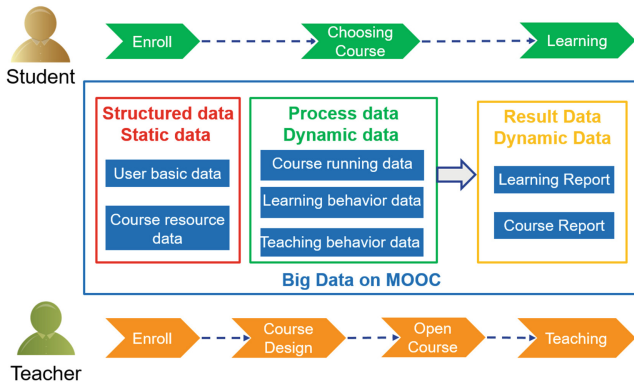 Enroll
Choosing
Course
Learning
Student
Structured data
Static data
User basic data
Course resource
data
Process data
Dynamic data
Course running data
Learning behavior data
Teaching behavior data
Result Data
Dynamic Data
Learning Report
Course Report
Big Data on MOOC
Teacher
Enroll
Course
Design
Open
Course
Teaching